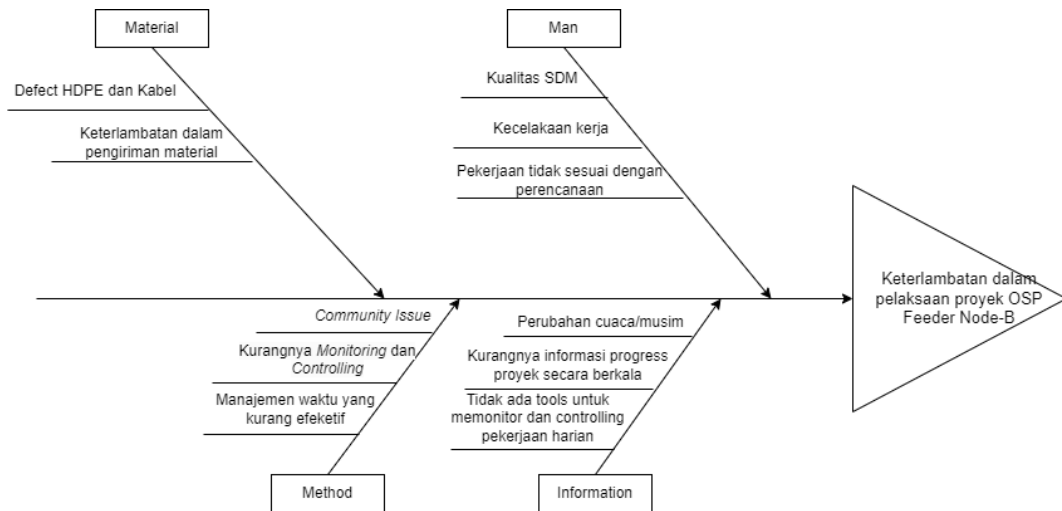 Material
Man
Defect HDPE dan Kabel
Keterlambatan dalam
pengiriman material
Kualitas SDM
Kecelakaan kerja
Pekerjaan tidak sesuai dengan
perencanaan
Keterlambatan dalam
pelaksaan proyek OSP
Feeder Node-B
Community Issue
Kurangnya Monitoring dan
Controlling
Manajemen waktu yang
kurang efeketif
Perubahan cuaca/musim
Kurangnya informasi progress
proyek secara berkala
Tidak ada tools untuk
memonitor dan controlling
pekerjaan harian
Method
Information